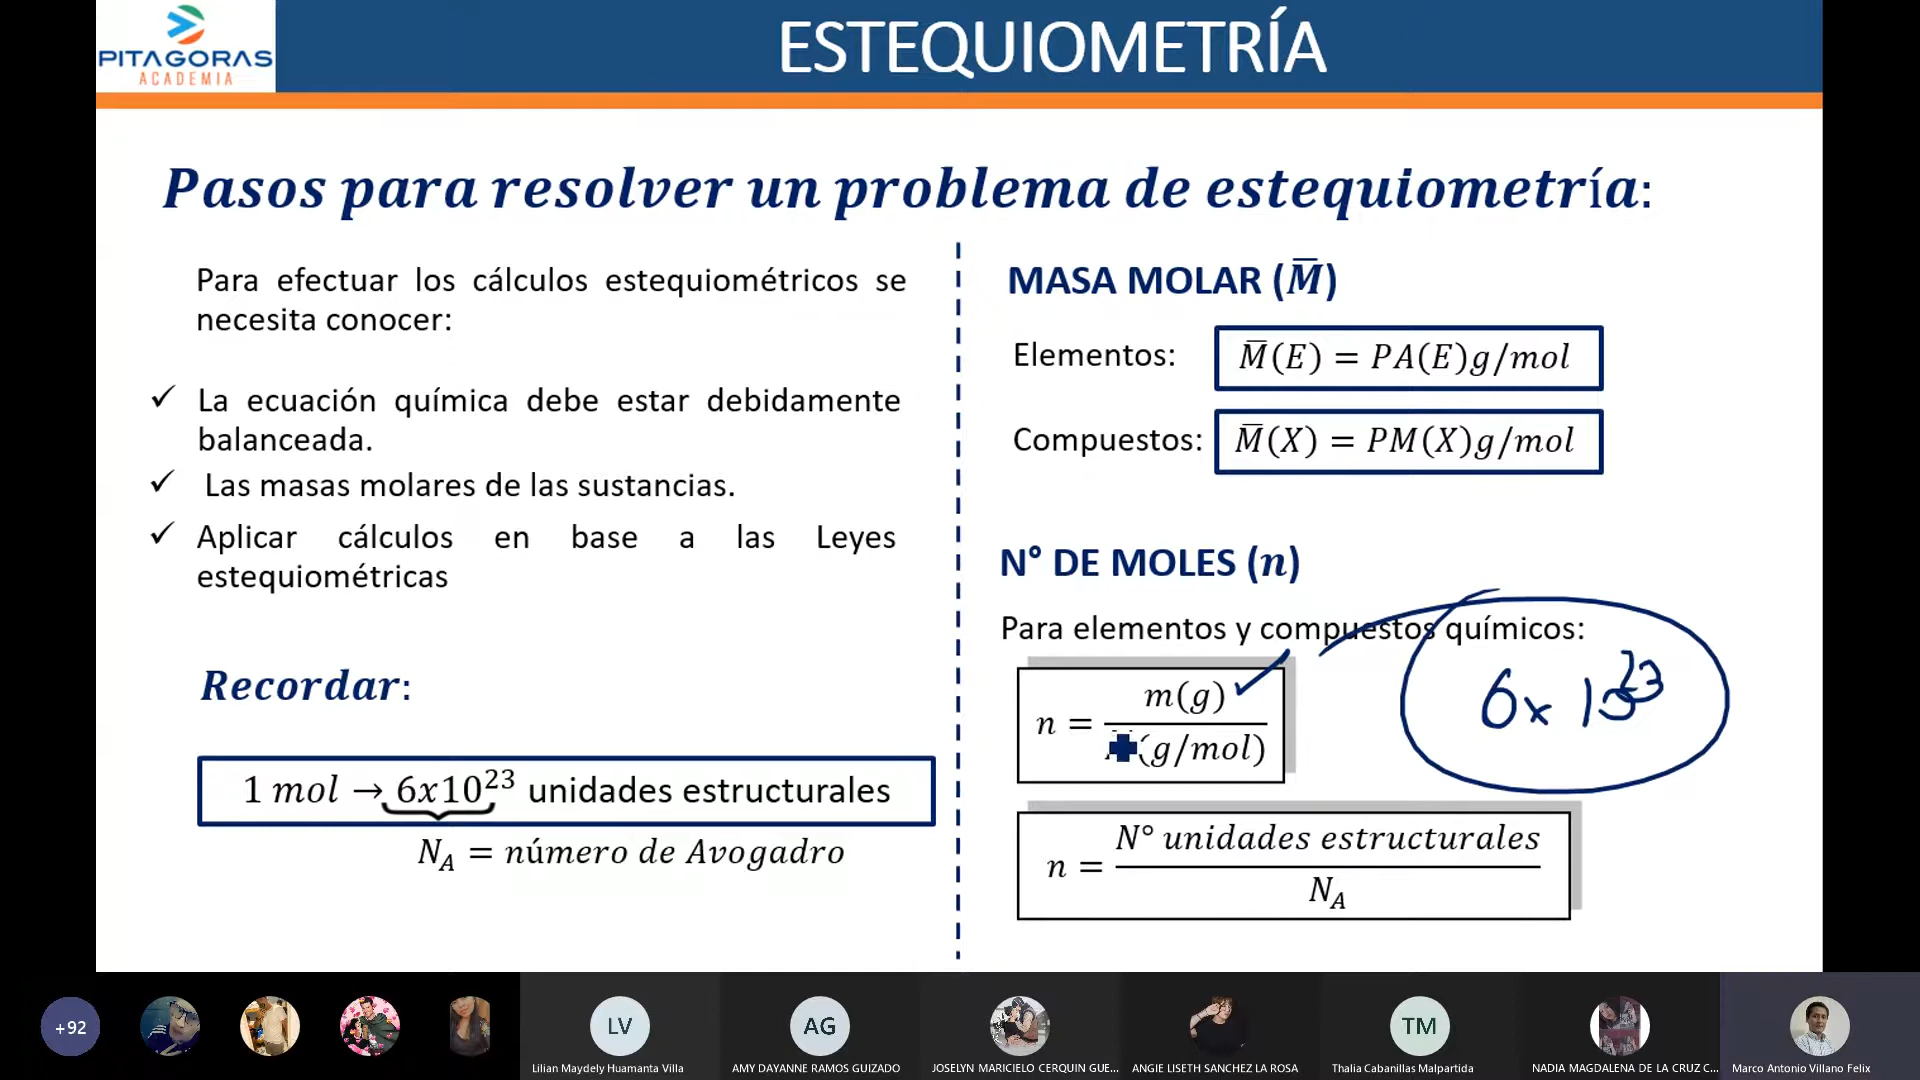 PITAGORAS
ACADEMIA
ESTEQUIOMETRÍA
Pasos para resolver un problema de estequiometría:
Para efectuar los cálculos estequiométricos se
necesita conocer:
✓ La ecuación química debe estar debidamente
balanceada.
✓ Las masas molares de las sustancias.
✓ Aplicar cálculos en base a las Leyes
estequiométricas
Recordar:
1 mol → 6x10²³ unidades estructurales
N_A = número de Avogadro
MASA MOLAR (M̅)
Elementos: M̅(E) = PA(E)g/mol
Compuestos: M̅(X) = PM(X)g/mol
N° DE MOLES (n)
Para elementos y compuestos químicos:
m(g)
n =
(g/mol)
6x 10²³
N° unidades estructurales
n =
N_A
+92
LV
AG
TM
Lilian Maydely Huamanta Villa
AMY DAYANNE RAMOS GUIZADO
JOSELYN MARICIELO CERQUIN GUE...
ANGIE LISETH SANCHEZ LA ROSA
Thalia Cabanillas Malpartida
NADIA MAGDALENA DE LA CRUZ C...
Marco Antonio Villano Felix